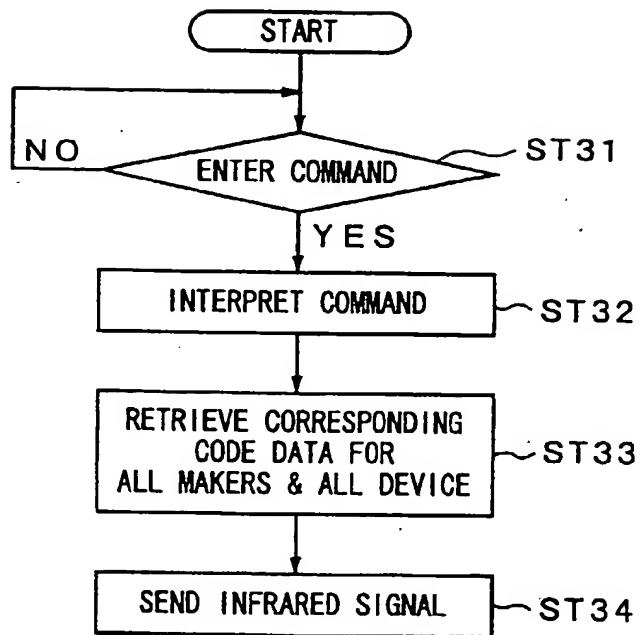 START
NO
ENTER COMMAND
ST31
YES
INTERPRET COMMAND
ST32
RETRIEVE CORRESPONDING
CODE DATA FOR
ALL MAKERS & ALL DEVICE
ST33
SEND INFRARED SIGNAL
ST34